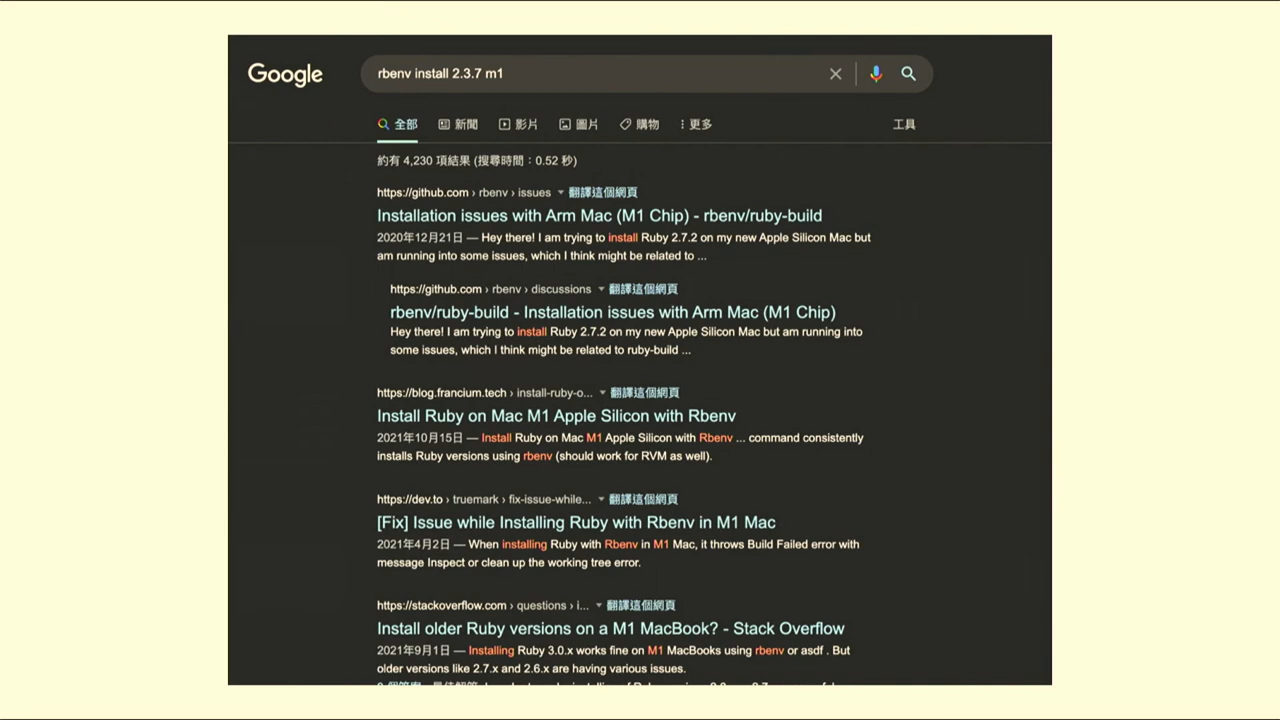 Google
rbenv install 2.3.7 m1
全部 新聞 影片 圖片 購物 更多 工具
約有 4,230 項結果 (搜尋時間：0.52 秒)
https://github.com › rbenv › issues 翻譯這個網頁
Installation issues with Arm Mac (M1 Chip) - rbenv/ruby-build
2020年12月21日 — Hey there! I am trying to install Ruby 2.7.2 on my new Apple Silicon Mac but
am running into some issues, which I think might be related to ...
https://github.com › rbenv › discussions 翻譯這個網頁
rbenv/ruby-build - Installation issues with Arm Mac (M1 Chip)
Hey there! I am trying to install Ruby 2.7.2 on my new Apple Silicon Mac but am running into
some issues, which I think might be related to ruby-build ...
https://blog.francium.tech › install-ruby-o... 翻譯這個網頁
Install Ruby on Mac M1 Apple Silicon with Rbenv
2021年10月15日 — Install Ruby on Mac M1 Apple Silicon with Rbenv ... command consistently
installs Ruby versions using rbenv (should work for RVM as well).
https://dev.to › truemark › fix-issue-while... 翻譯這個網頁
[Fix] Issue while Installing Ruby with Rbenv in M1 Mac
2021年4月2日 — When installing Ruby with Rbenv in M1 Mac, it throws Build Failed error with
message Inspect or clean up the working tree error.
https://stackoverflow.com › questions › i... 翻譯這個網頁
Install older Ruby versions on a M1 MacBook? - Stack Overflow
2021年9月1日 — Installing Ruby 3.0.x works fine on M1 MacBooks using rbenv or asdf . But
older versions like 2.7.x and 2.6.x are having various issues.